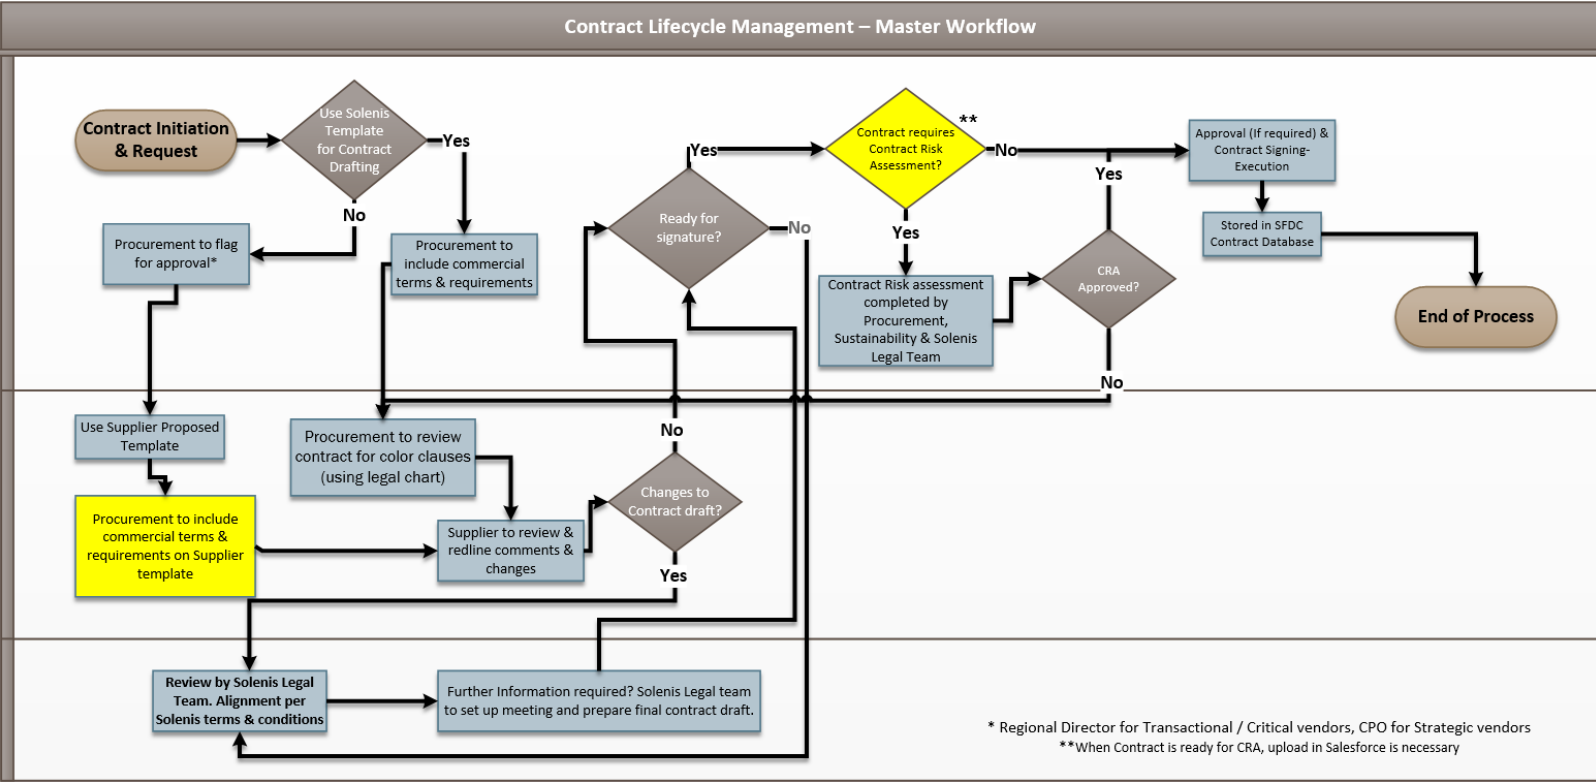 Contract Lifecycle Management – Master Workflow
Contract Initiation
& Request
Use Solenis
Template
for Contract
Drafting
Yes
No
Procurement to flag
for approval*
Procurement to
include commercial
terms & requirements
Ready for
signature?
Yes
No
Contract requires
Contract Risk
Assessment?
**
No
Yes
Contract Risk assessment
completed by
Procurement,
Sustainability & Solenis
Legal Team
CRA
Approved?
Yes
No
Approval (If required) &
Contract Signing-
Execution
Stored in SFDC
Contract Database
End of Process
Use Supplier Proposed
Template
Procurement to include
commercial terms &
requirements on Supplier
template
Procurement to review
contract for color clauses
(using legal chart)
Supplier to review &
redline comments &
changes
No
Changes to
Contract draft?
Yes
Review by Solenis Legal
Team. Alignment per
Solenis terms & conditions
Further Information required? Solenis Legal team
to set up meeting and prepare final contract draft.
* Regional Director for Transactional / Critical vendors, CPO for Strategic vendors
**When Contract is ready for CRA, upload in Salesforce is necessary